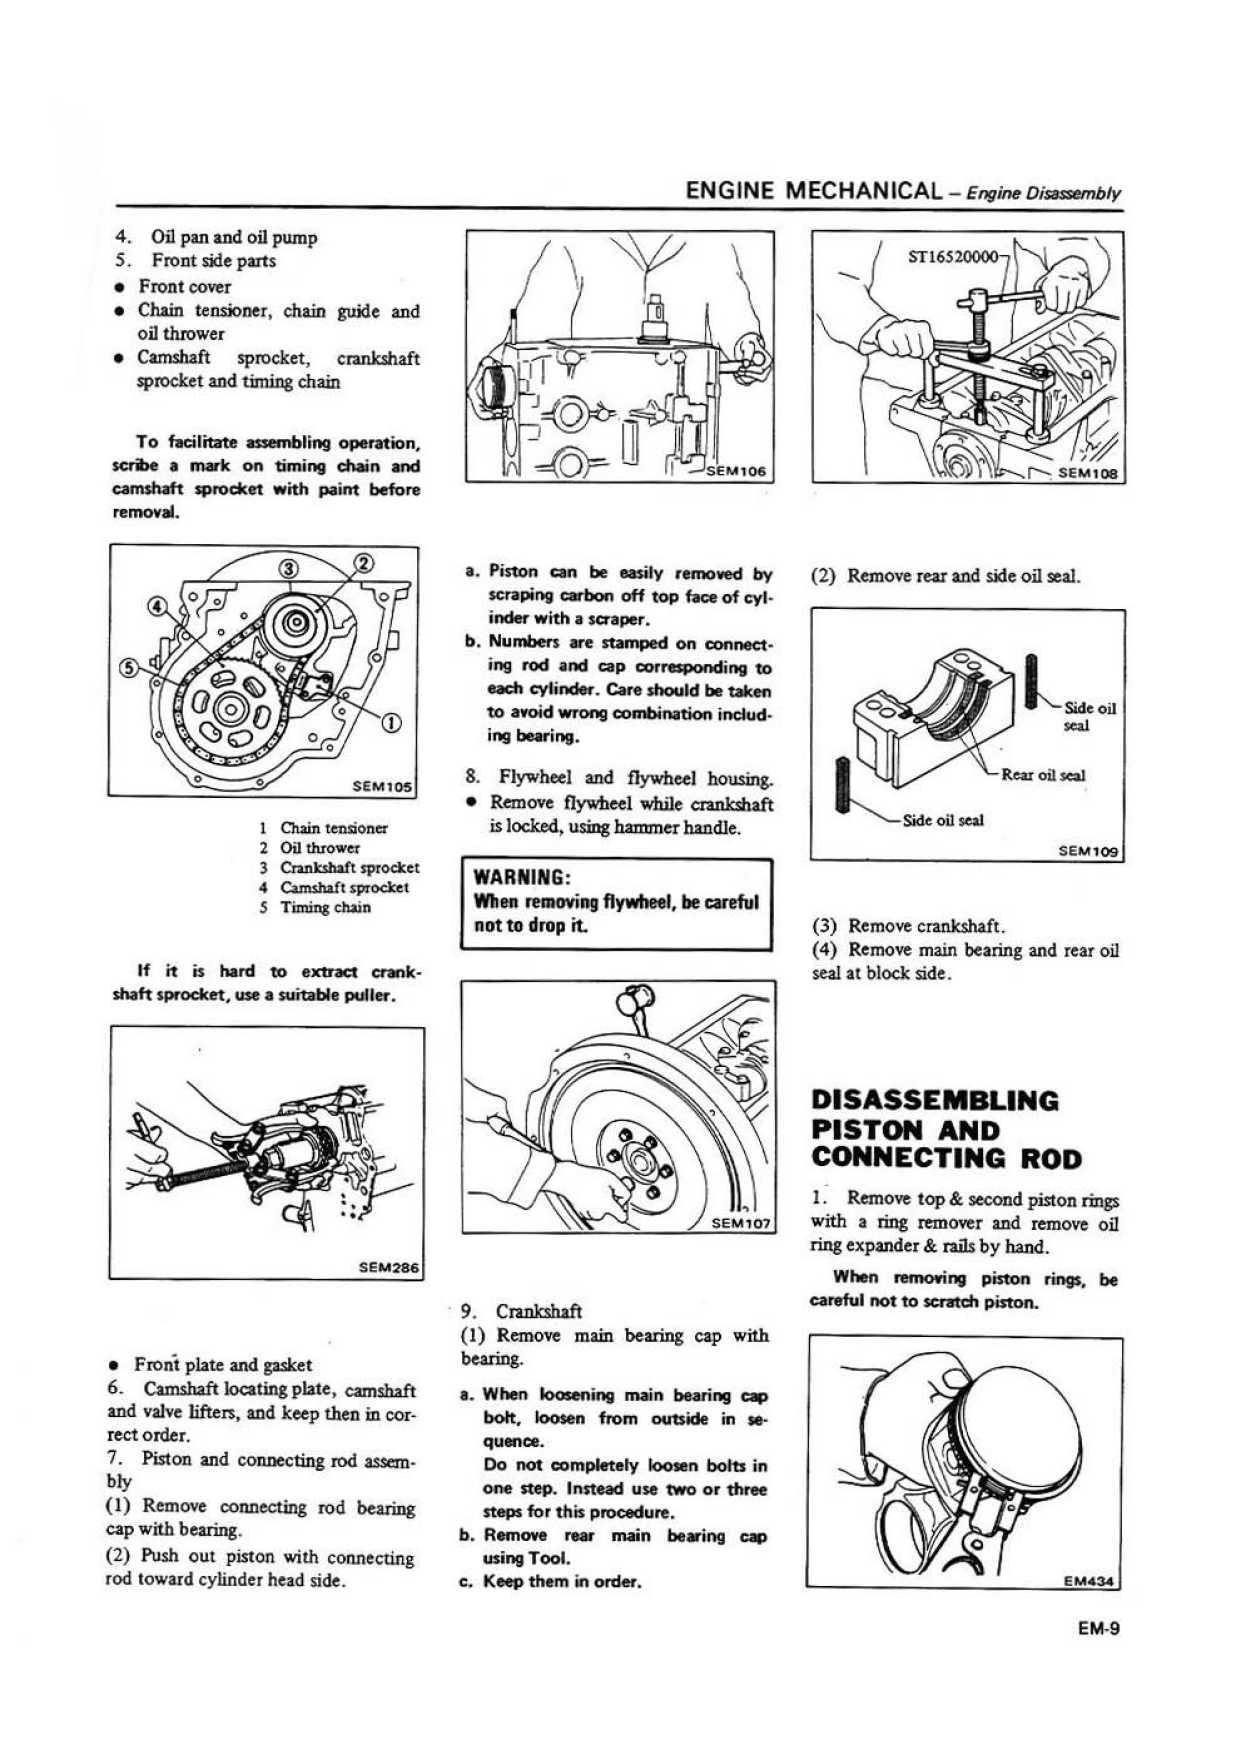 ENGINE MECHANICAL – Engine Disassembly
4. Oil pan and oil pump
5. Front side parts
● Front cover
● Chain tensioner, chain guide and
oil thrower
● Camshaft sprocket, crankshaft
sprocket and timing chain
To facilitate assembling operation,
scribe a mark on timing chain and
camshaft sprocket with paint before
removal.
1
2
3
4
5
SEM105
1 Chain tensioner
2 Oil thrower
3 Crankshaft sprocket
4 Camshaft sprocket
5 Timing chain
If it is hard to extract crank-
shaft sprocket, use a suitable puller.
SEM286
● Front plate and gasket
6. Camshaft locating plate, camshaft
and valve lifters, and keep then in cor-
rect order.
7. Piston and connecting rod assem-
bly
(1) Remove connecting rod bearing
cap with bearing.
(2) Push out piston with connecting
rod toward cylinder head side.
SEM106
a. Piston can be easily removed by
scraping carbon off top face of cyl-
inder with a scraper.
b. Numbers are stamped on connect-
ing rod and cap corresponding to
each cylinder. Care should be taken
to avoid wrong combination includ-
ing bearing.
8. Flywheel and flywheel housing.
● Remove flywheel while crankshaft
is locked, using hammer handle.
WARNING:
When removing flywheel, be careful
not to drop it.
SEM107
9. Crankshaft
(1) Remove main bearing cap with
bearing.
a. When loosening main bearing cap
bolt, loosen from outside in se-
quence.
Do not completely loosen bolts in
one step. Instead use two or three
steps for this procedure.
b. Remove rear main bearing cap
using Tool.
c. Keep them in order.
ST16520000
SEM108
(2) Remove rear and side oil seal.
Side oil
seal
Rear oil seal
Side oil seal
SEM109
(3) Remove crankshaft.
(4) Remove main bearing and rear oil
seal at block side.
DISASSEMBLING
PISTON AND
CONNECTING ROD
1. Remove top & second piston rings
with a ring remover and remove oil
ring expander & rails by hand.
When removing piston rings, be
careful not to scratch piston.
EM434
EM-9